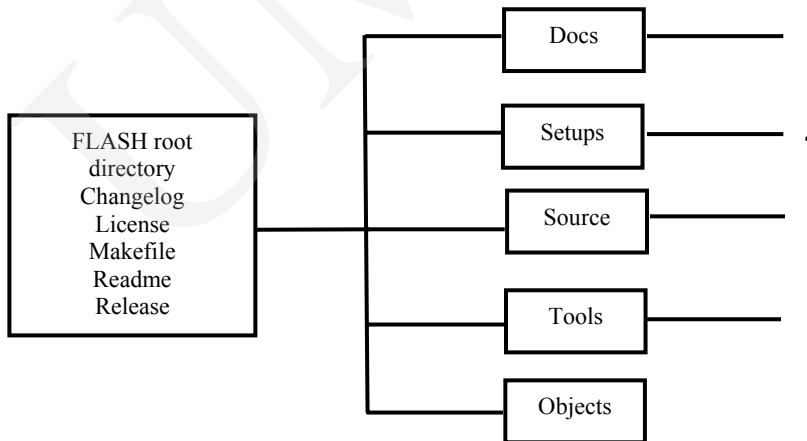 FLASH root
directory
Changelog
License
Makefile
Readme
Release
Docs
Setups
Source
Tools
Objects